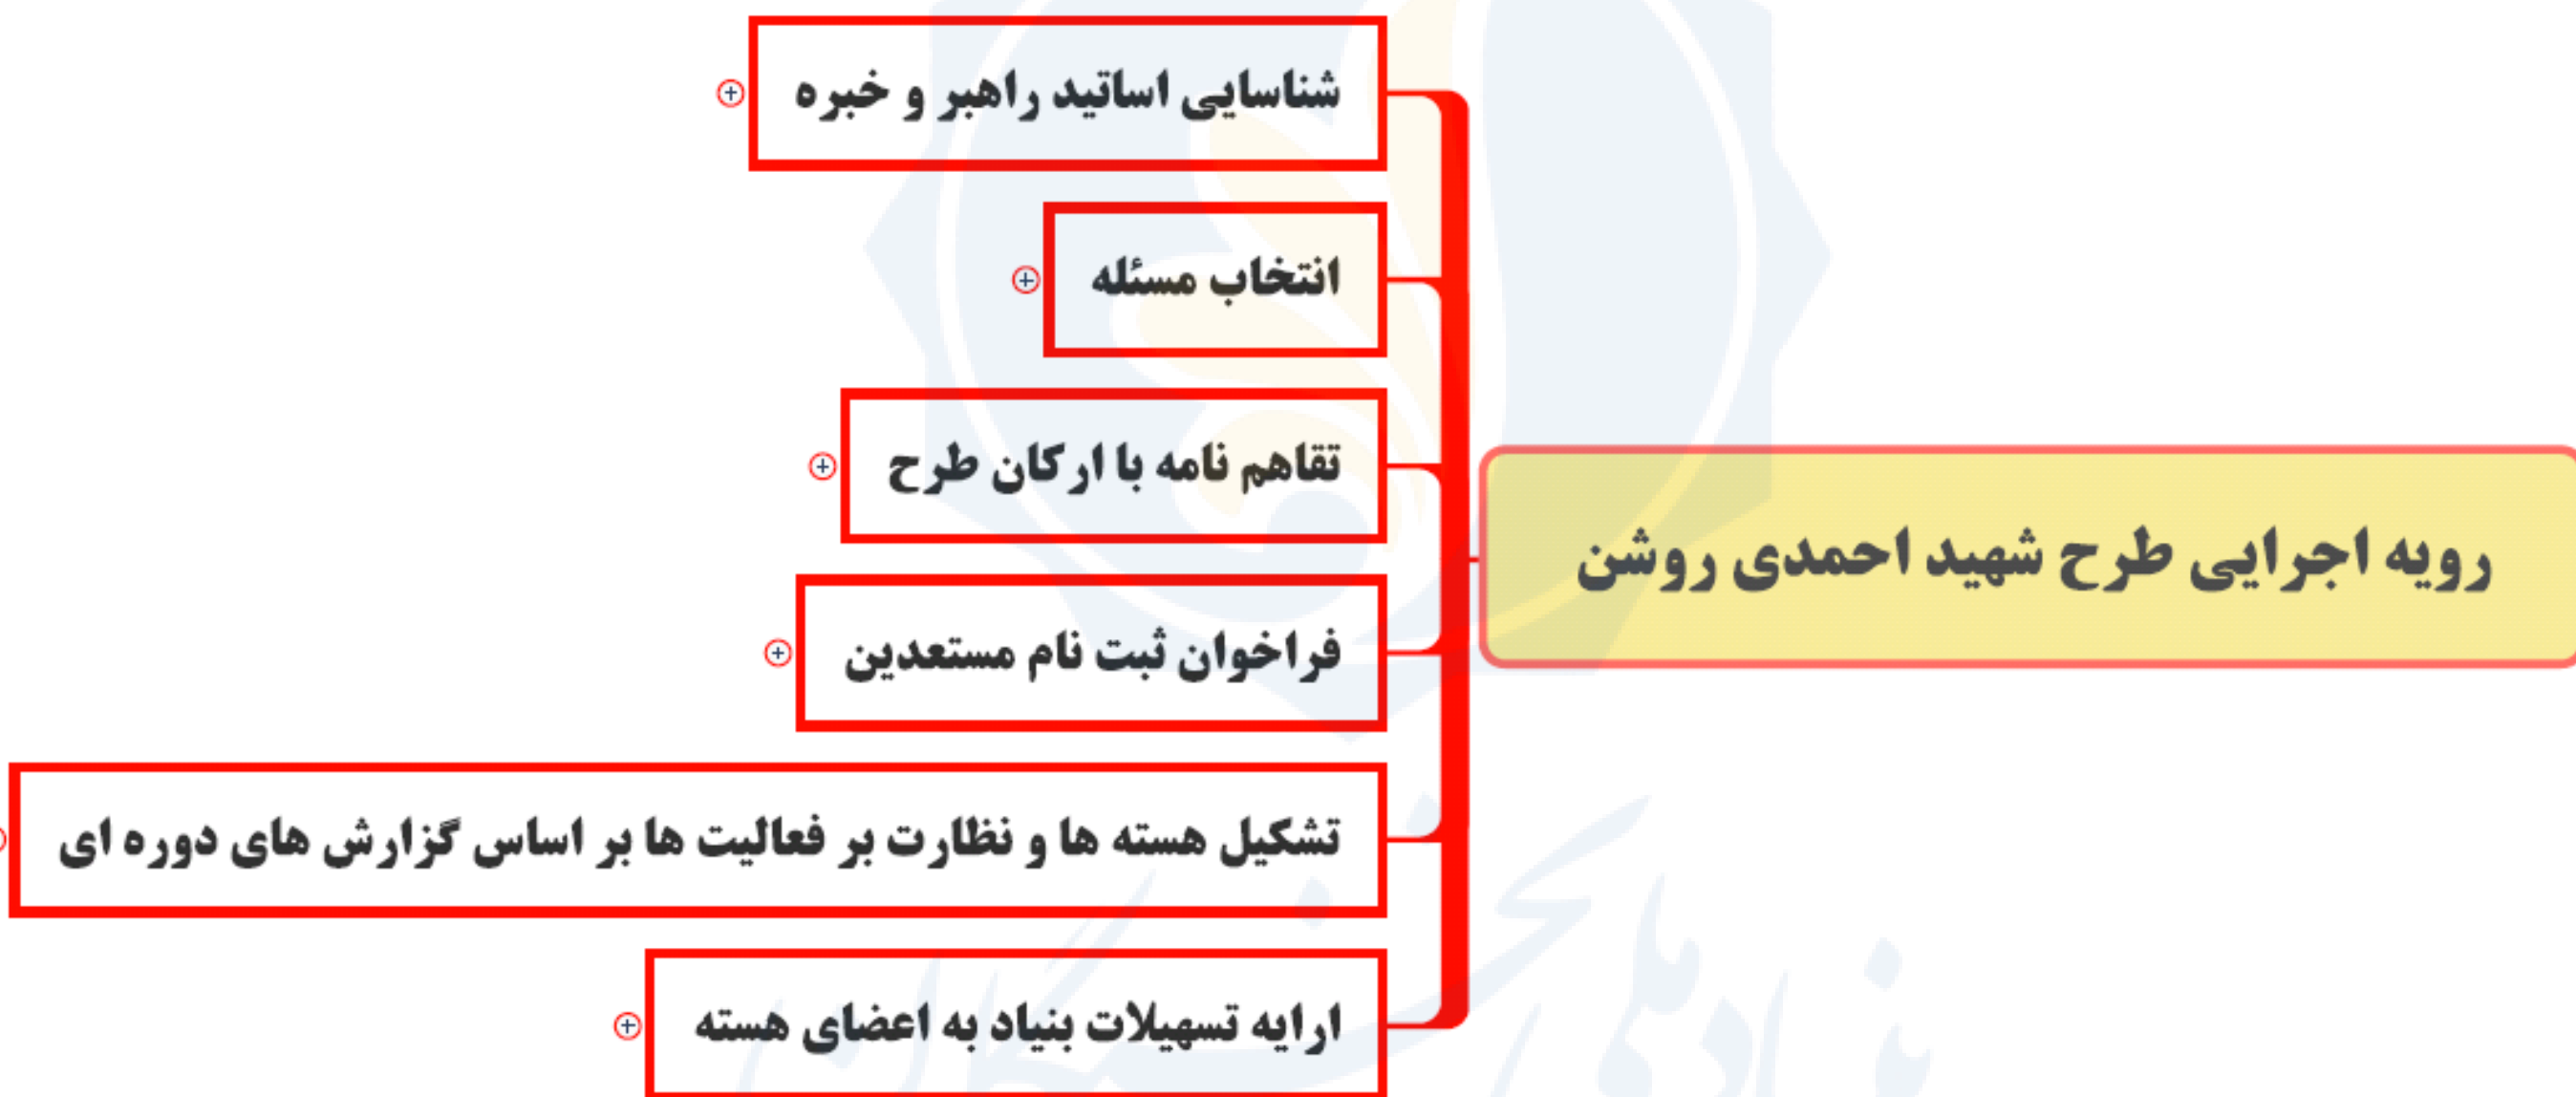 رویه اجرایی طرح شهید احمدی روشن
شناسایی اساتید راهبر و خبره
انتخاب مسئله
تفاهم نامه با ارکان طرح
فراخوان ثبت نام مستعدین
تشکیل هسته ها و نظارت بر فعالیت ها بر اساس گزارش های دوره ای
ارایه تسهیلات بنیاد به اعضای هسته